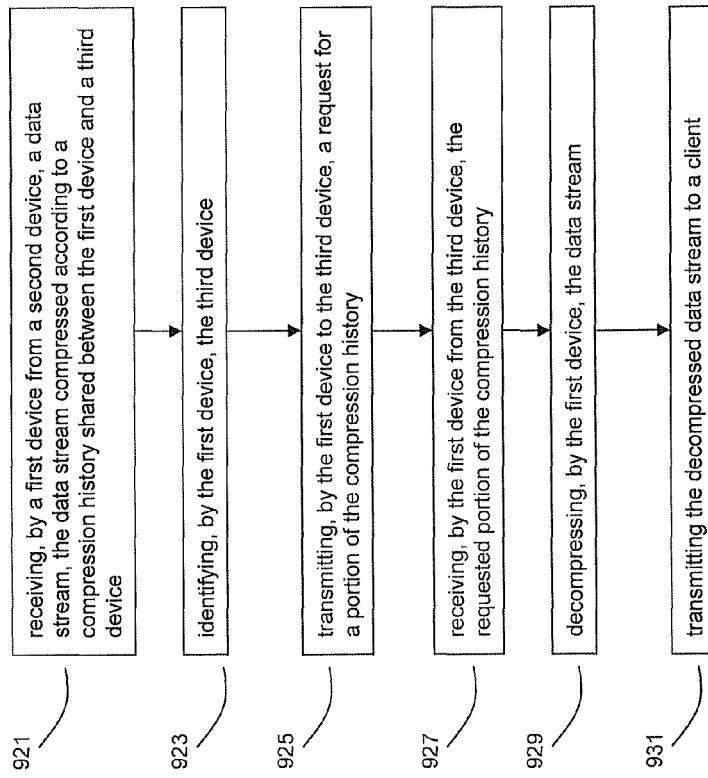 921
receiving, by a first device from a second device, a data
stream, the data stream compressed according to a
compression history shared between the first device and a third
device
923
identifying, by the first device, the third device
925
transmitting, by the first device to the third device, a request for
a portion of the compression history
927
receiving, by the first device from the third device, the
requested portion of the compression history
929
decompressing, by the first device, the data stream
931
transmitting the decompressed data stream to a client